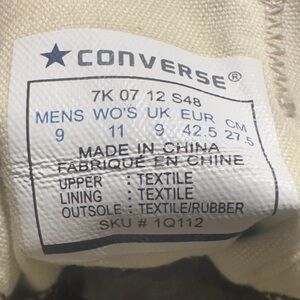 ★ CONVERSE®
7K 07 12 S48
MENS WO'S UK EUR CM
9 11 9 42.5 27.5
MADE IN CHINA
FABRIQUÉ EN CHINE
UPPER : TEXTILE
LINING : TEXTILE
OUTSOLE : TEXTILE/RUBBER
SKU # 1Q112